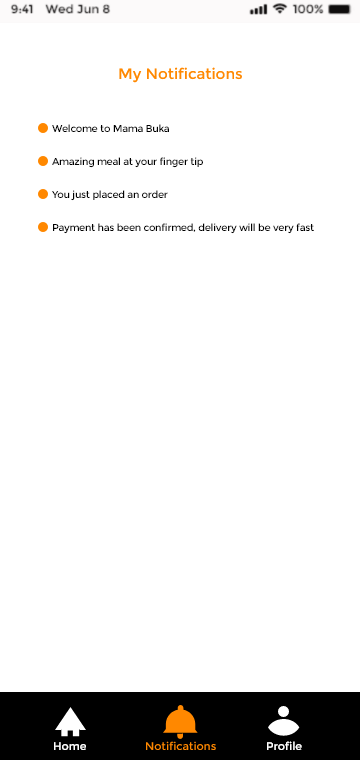 9:41 Wed Jun 8 100%
My Notifications
Welcome to Mama Buka
Amazing meal at your finger tip
You just placed an order
Payment has been confirmed, delivery will be very fast
Home Notifications Profile